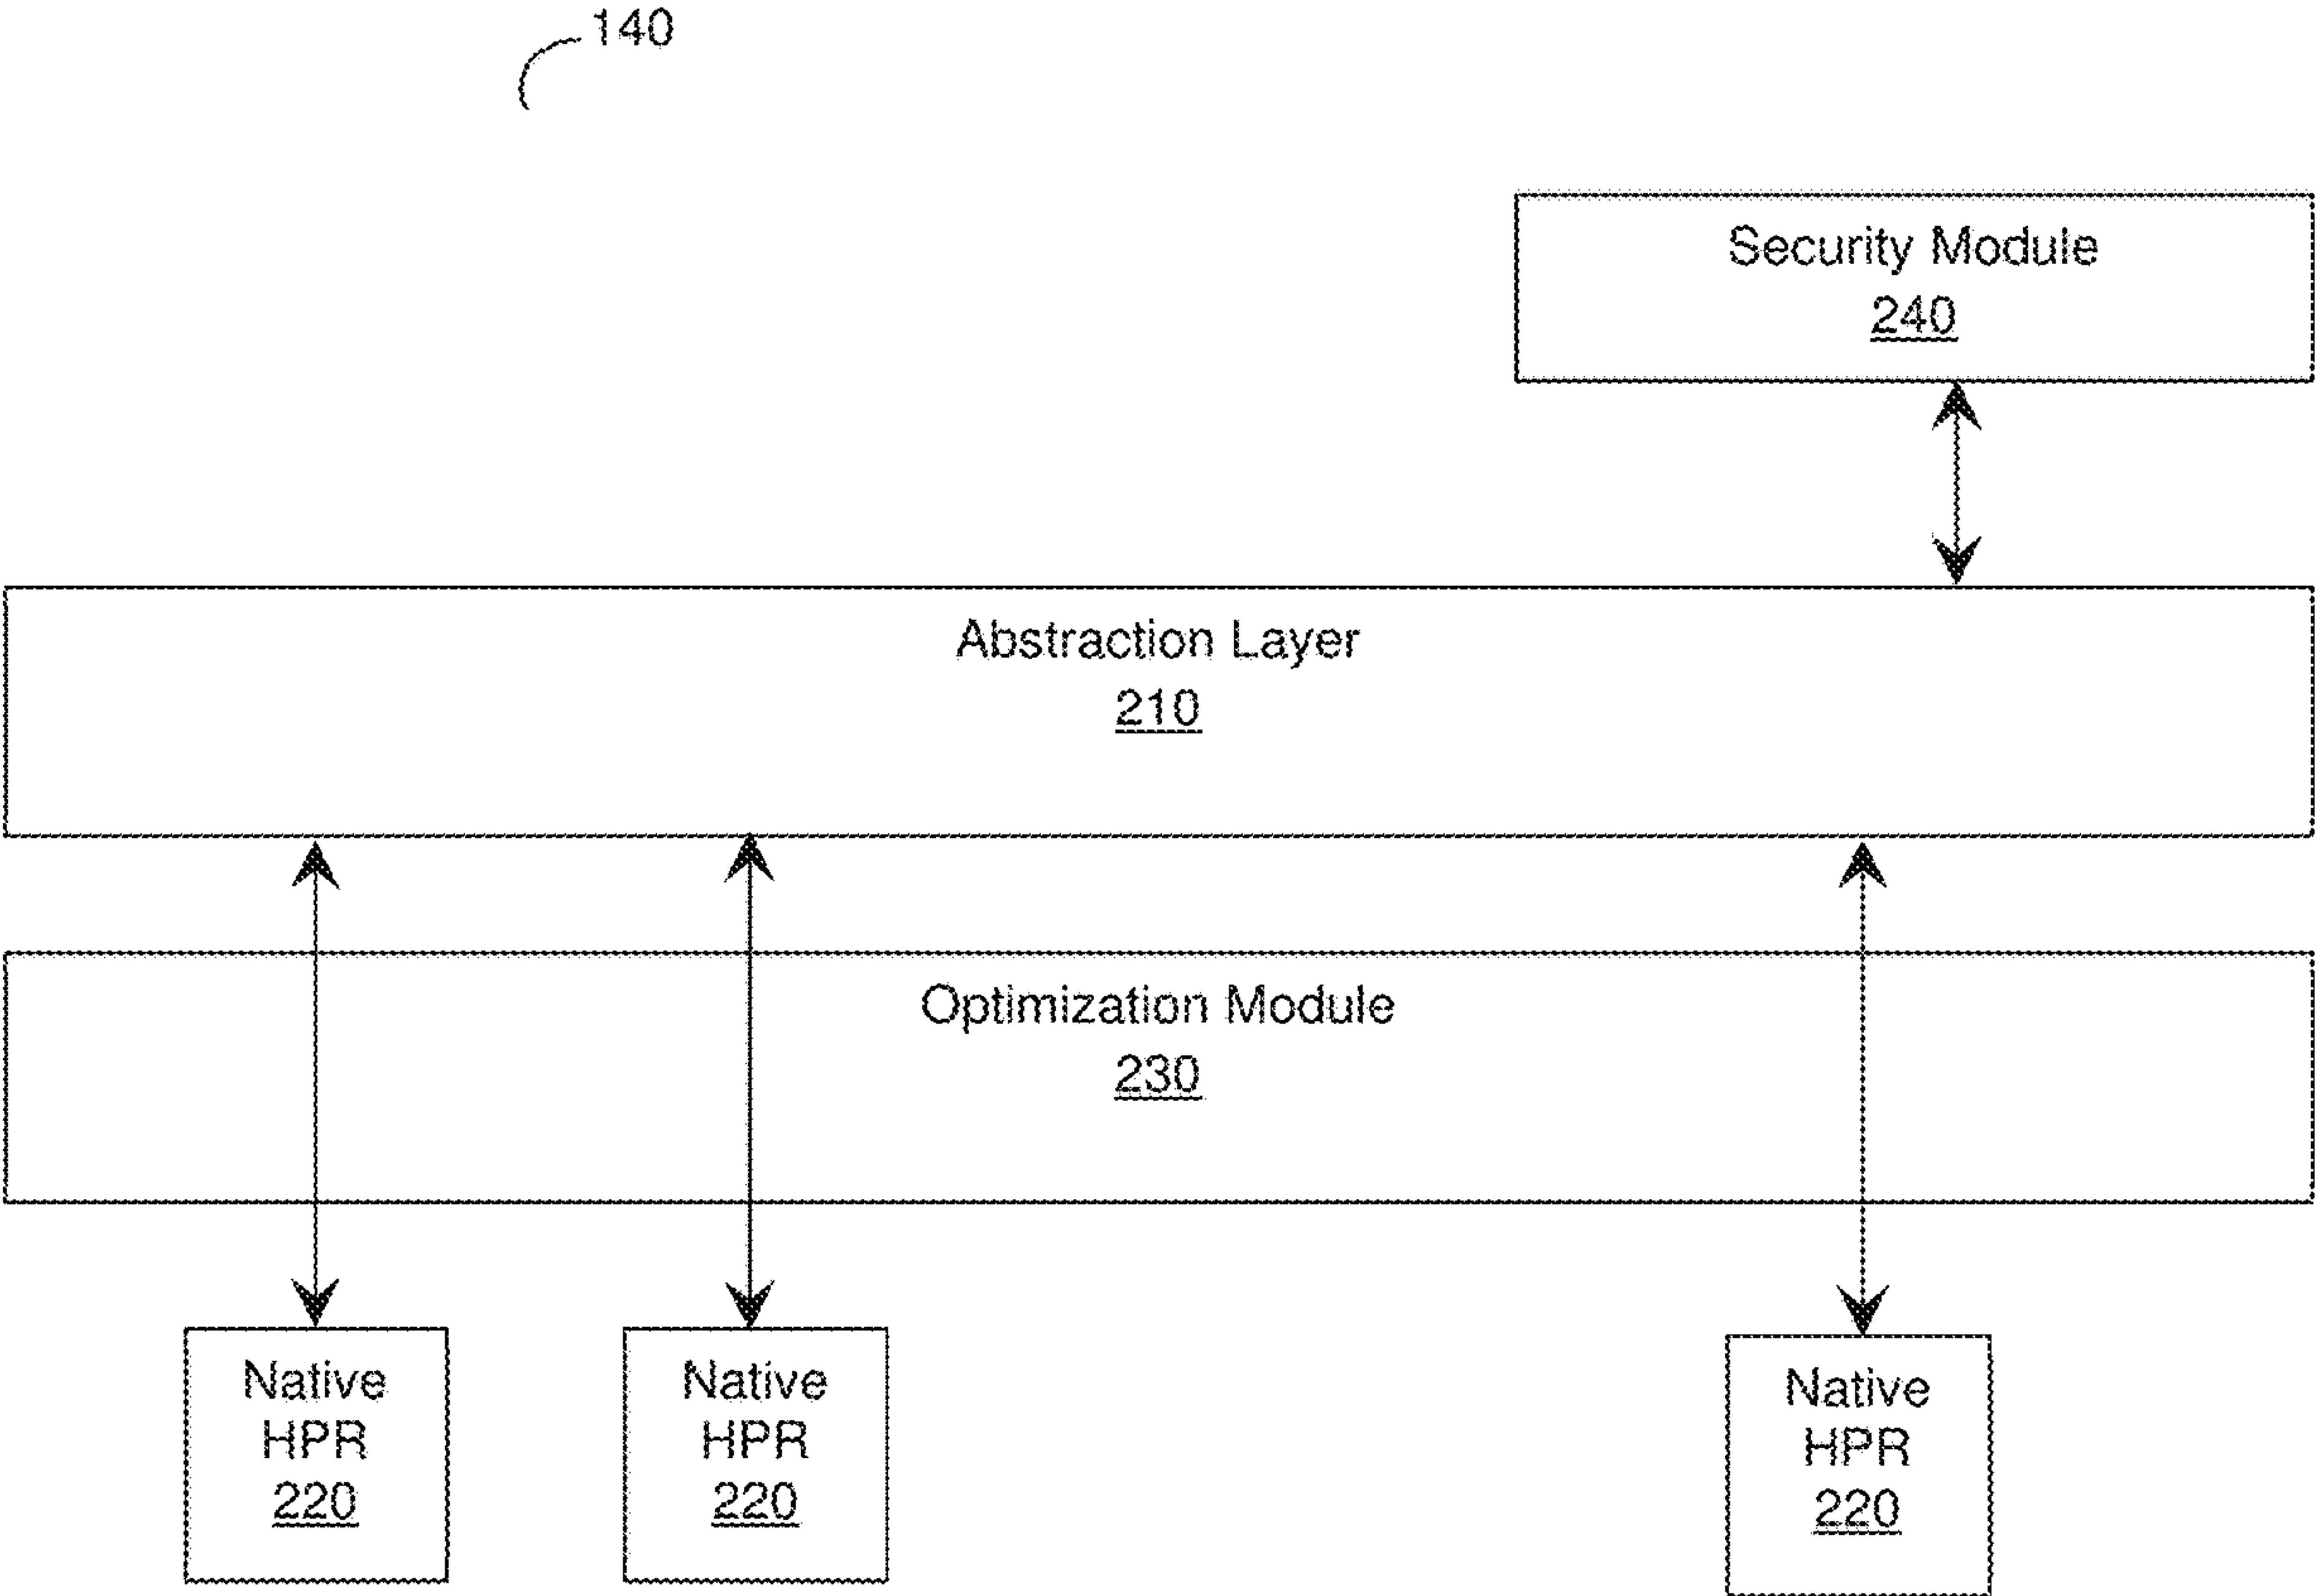 140
Security Module
240
Abstraction Layer
210
Optimization Module
230
Native
HPR
220
Native
HPR
220
Native
HPR
220